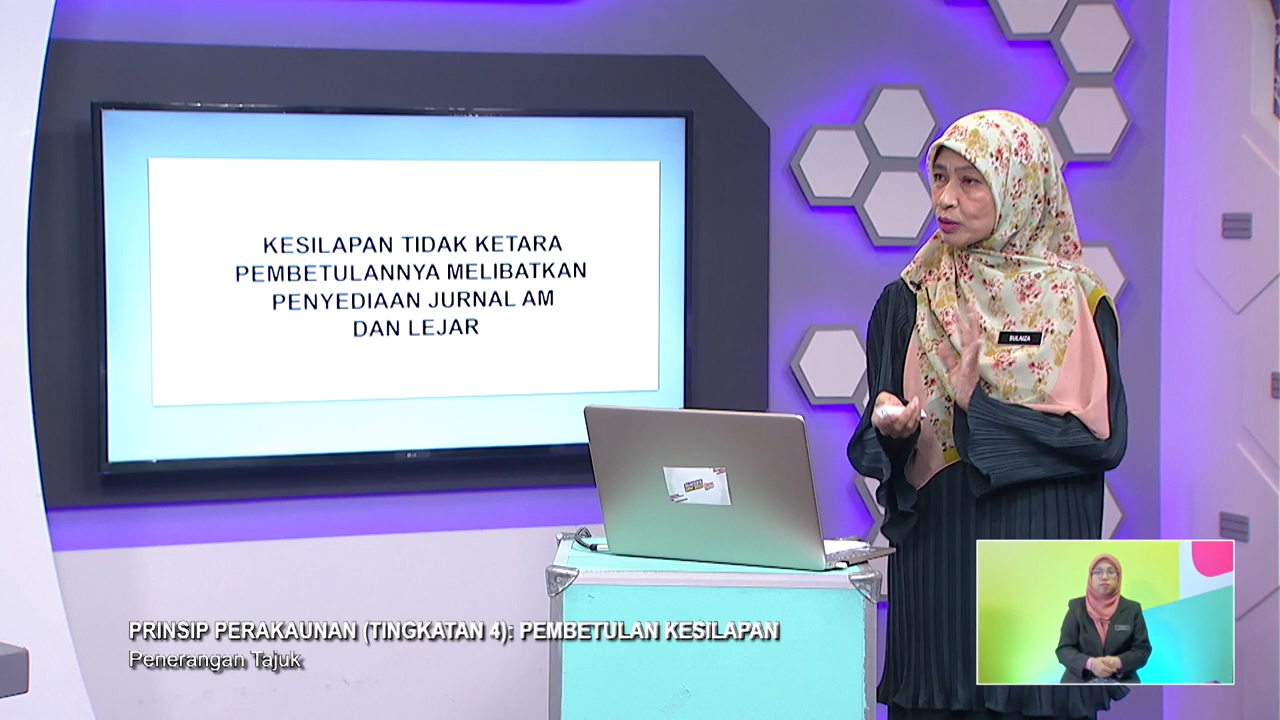 KESILAPAN TIDAK KETARA
PEMBETULANNYA MELIBATKAN
PENYEDIAAN JURNAL AM
DAN LEJAR
SULAIZA
PRINSIP PERAKAUNAN (TINGKATAN 4): PEMBETULAN KESILAPAN
Penerangan Tajuk